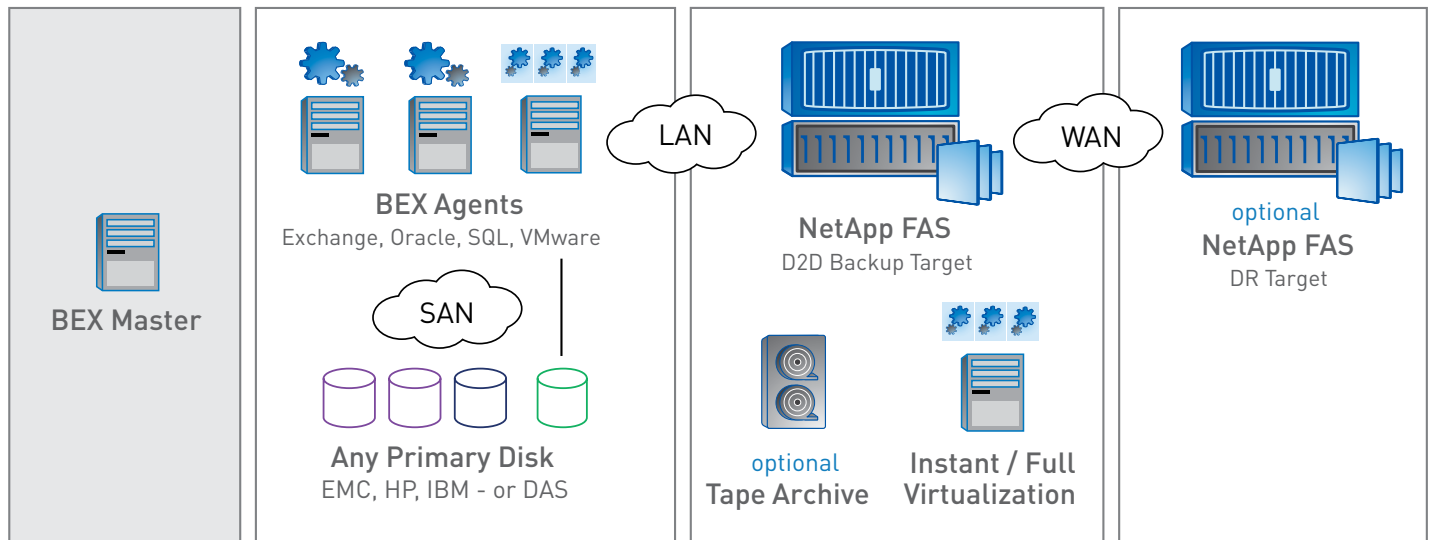 BEX Master
BEX Agents
Exchange, Oracle, SQL, VMware
SAN
Any Primary Disk
EMC, HP, IBM - or DAS
LAN
NetApp FAS
D2D Backup Target
optional
Tape Archive
Instant / Full
Virtualization
WAN
optional
NetApp FAS
DR Target